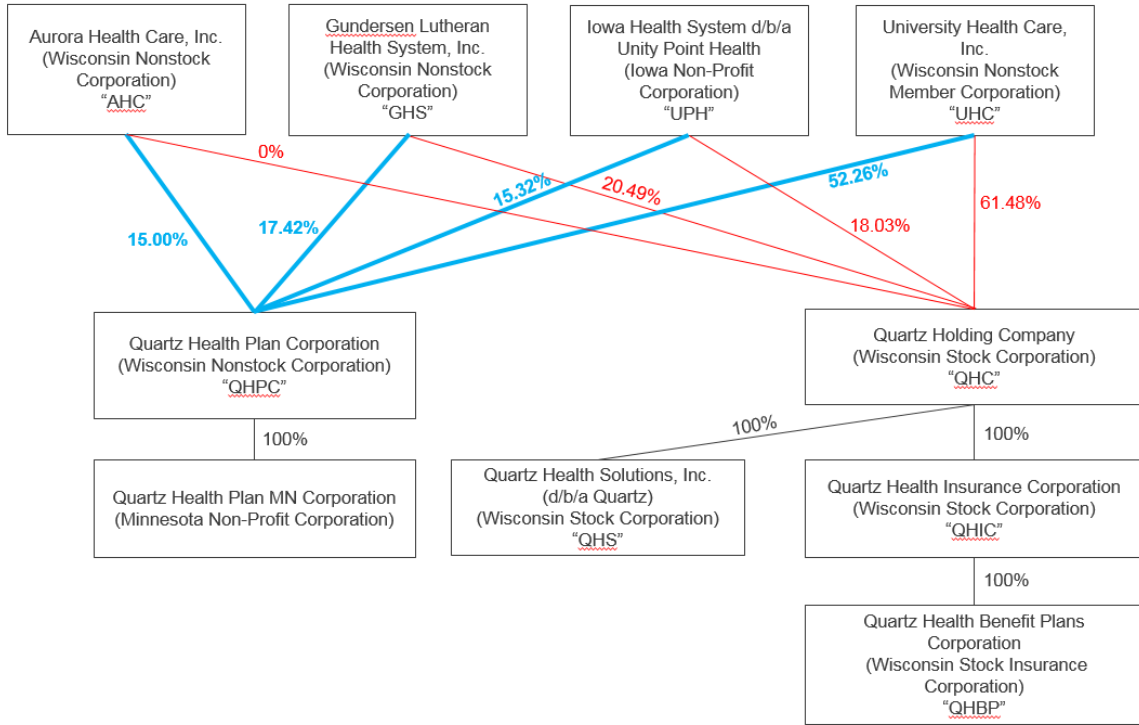 Aurora Health Care, Inc.
(Wisconsin Nonstock
Corporation)
“AHC”
Gundersen Lutheran
Health System, Inc.
(Wisconsin Nonstock
Corporation)
“GHS”
Iowa Health System d/b/a
Unity Point Health
(Iowa Non-Profit
Corporation)
“UPH”
University Health Care,
Inc.
(Wisconsin Nonstock
Member Corporation)
“UHC”
0%
15.00%
17.42%
15.32%
20.49%
52.26%
18.03%
61.48%
Quartz Health Plan Corporation
(Wisconsin Nonstock Corporation)
“QHPC”
Quartz Holding Company
(Wisconsin Stock Corporation)
“QHC”
100%
100%
100%
Quartz Health Plan MN Corporation
(Minnesota Non-Profit Corporation)
Quartz Health Solutions, Inc.
(d/b/a Quartz)
(Wisconsin Stock Corporation)
“QHS”
Quartz Health Insurance Corporation
(Wisconsin Stock Corporation)
“QHIC”
100%
Quartz Health Benefit Plans
Corporation
(Wisconsin Stock Insurance
Corporation)
“QHBP”